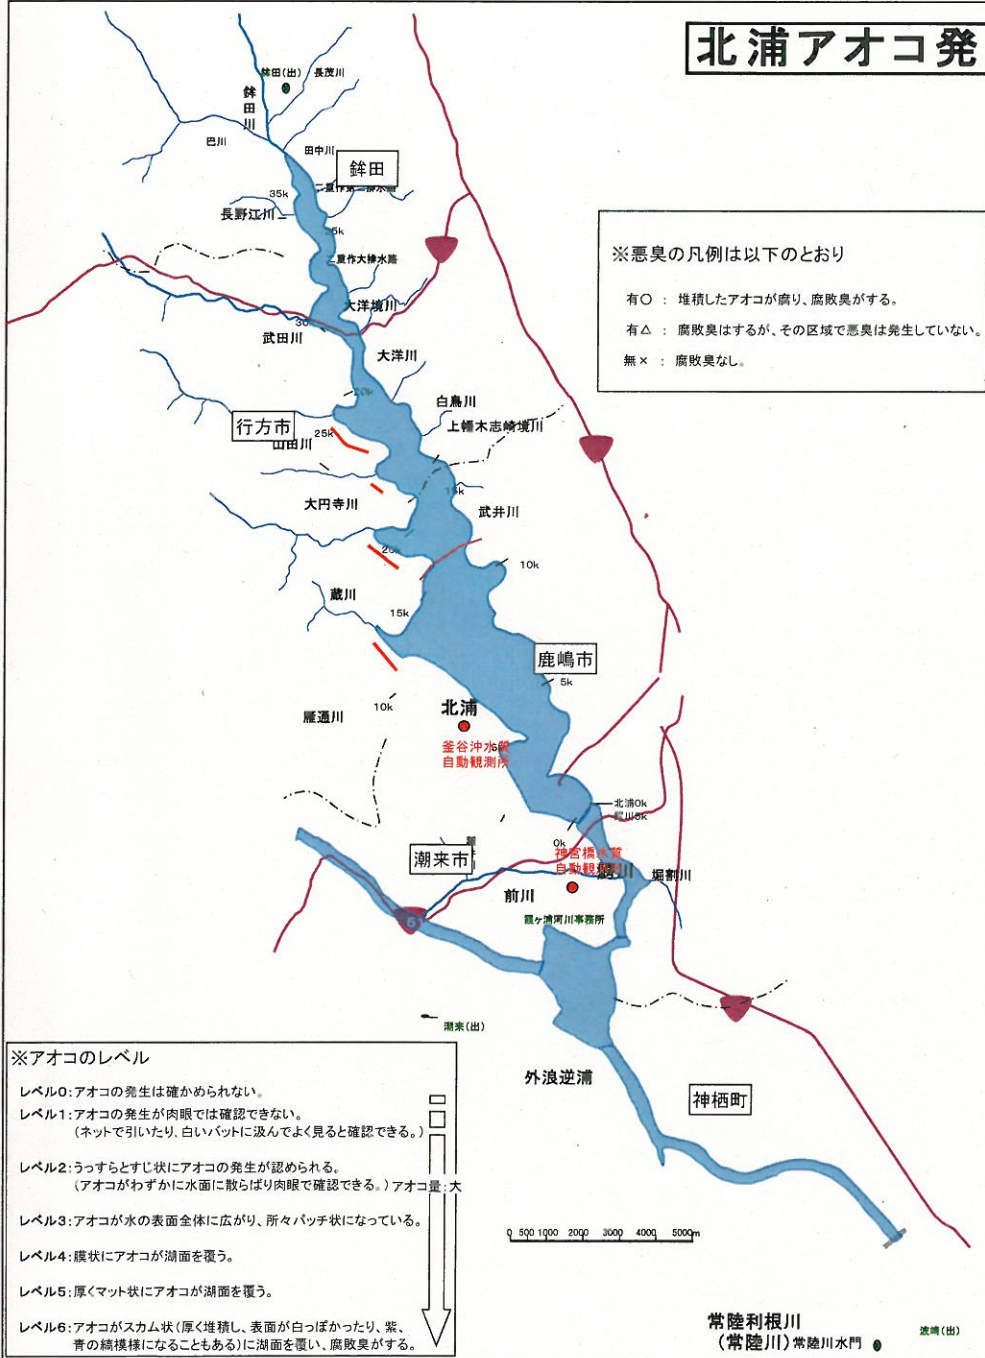 北浦アオコ発
鉾田(出)
長茂川
鉾田川
巴川
田中川
鉾田
35k
長野江川
5k
大洋境川
30k
武田川
大洋川
20k
白鳥川
行方市
25k
山田川
上幡木志崎境川
15k
大円寺川
武井川
20k
10k
蔵川
15k
鹿嶋市
5k
10k
雁通川
北浦
釜谷沖水質
自動観測所
北浦0k
0k
潮来市
神宮橋水質
自動観測所
堀割川
前川
霞ヶ浦河川事務所
51
潮来(出)
外浪逆浦
神栖町
※悪臭の凡例は以下のとおり
有〇 : 堆積したアオコが腐り、腐敗臭がする。
有△ : 腐敗臭はするが、その区域で悪臭は発生していない。
無× : 腐敗臭なし。
※アオコのレベル
レベル0:アオコの発生は確かめられない。
レベル1:アオコの発生が肉眼では確認できない。
(ネットで引いたり、白いバットに汲んでよく見ると確認できる。)
レベル2:うっすらとすじ状にアオコの発生が認められる。
(アオコがわずかに水面に散らばり肉眼で確認できる。)アオコ量:大
レベル3:アオコが水の表面全体に広がり、所々パッチ状になっている。
レベル4:膜状にアオコが湖面を覆う。
レベル5:厚くマット状にアオコが湖面を覆う。
レベル6:アオコがスカム状(厚く堆積し、表面が白っぽかったり、紫、
青の縞模様になることもある)に湖面を覆い、腐敗臭がする。
0 500 1000 2000 3000 4000 5000m
常陸利根川
(常陸川)常陸川水門
波崎(出)